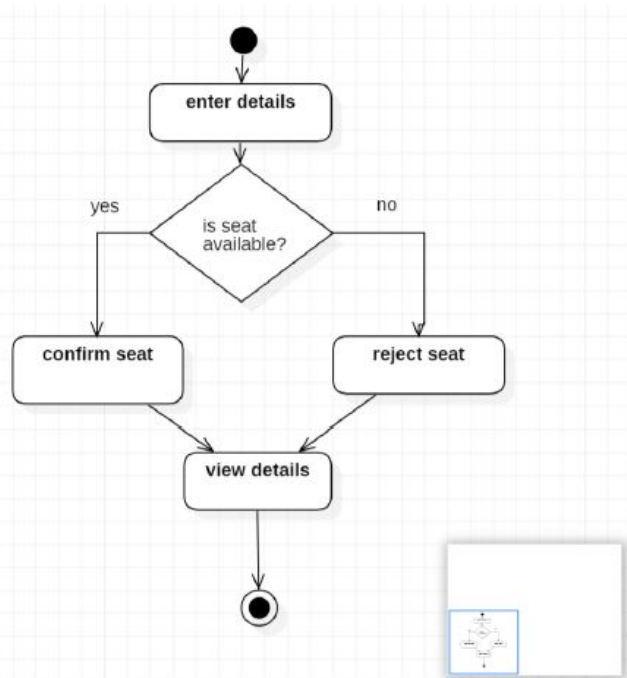 enter details
yes
no
is seat
available?
confirm seat
reject seat
view details